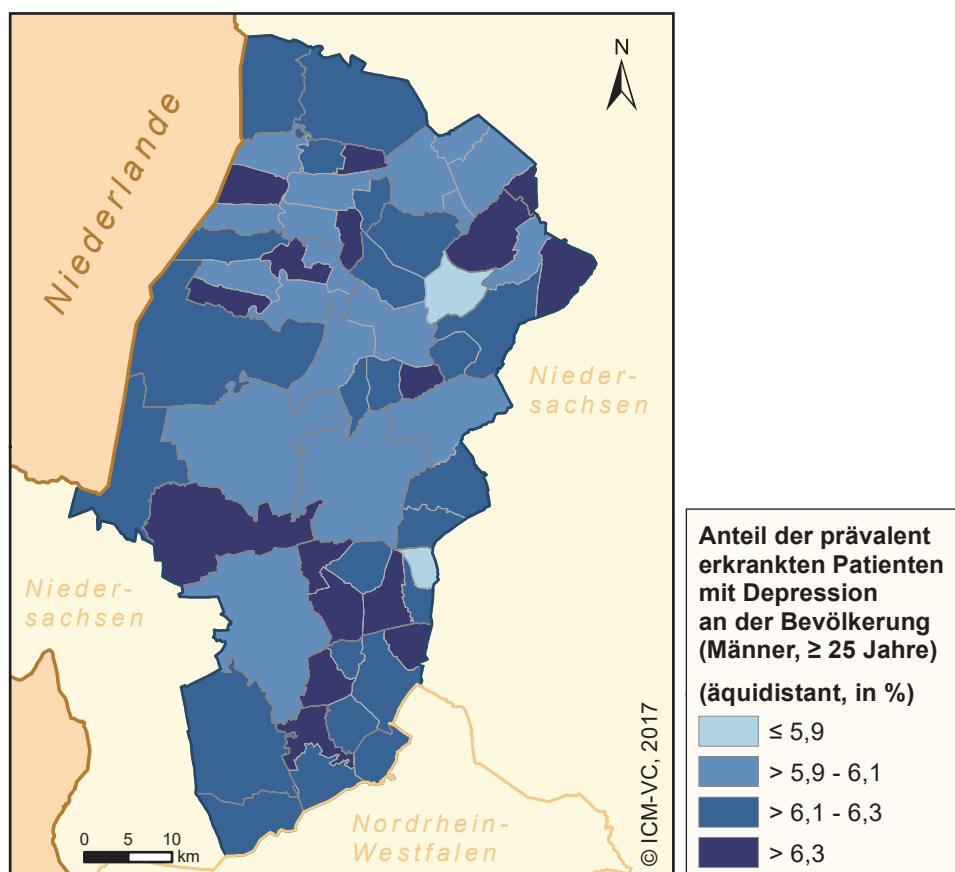 N
Niederlande
Nieder-
sachsen
Nieder-
sachsen
Nordrhein-
Westfalen
0 5 10
km
© ICM-VC, 2017
Anteil der prävalent
erkrankten Patienten
mit Depression
an der Bevölkerung
(Männer, ≥ 25 Jahre)
(äquidistant, in %)
≤ 5,9
> 5,9 - 6,1
> 6,1 - 6,3
> 6,3